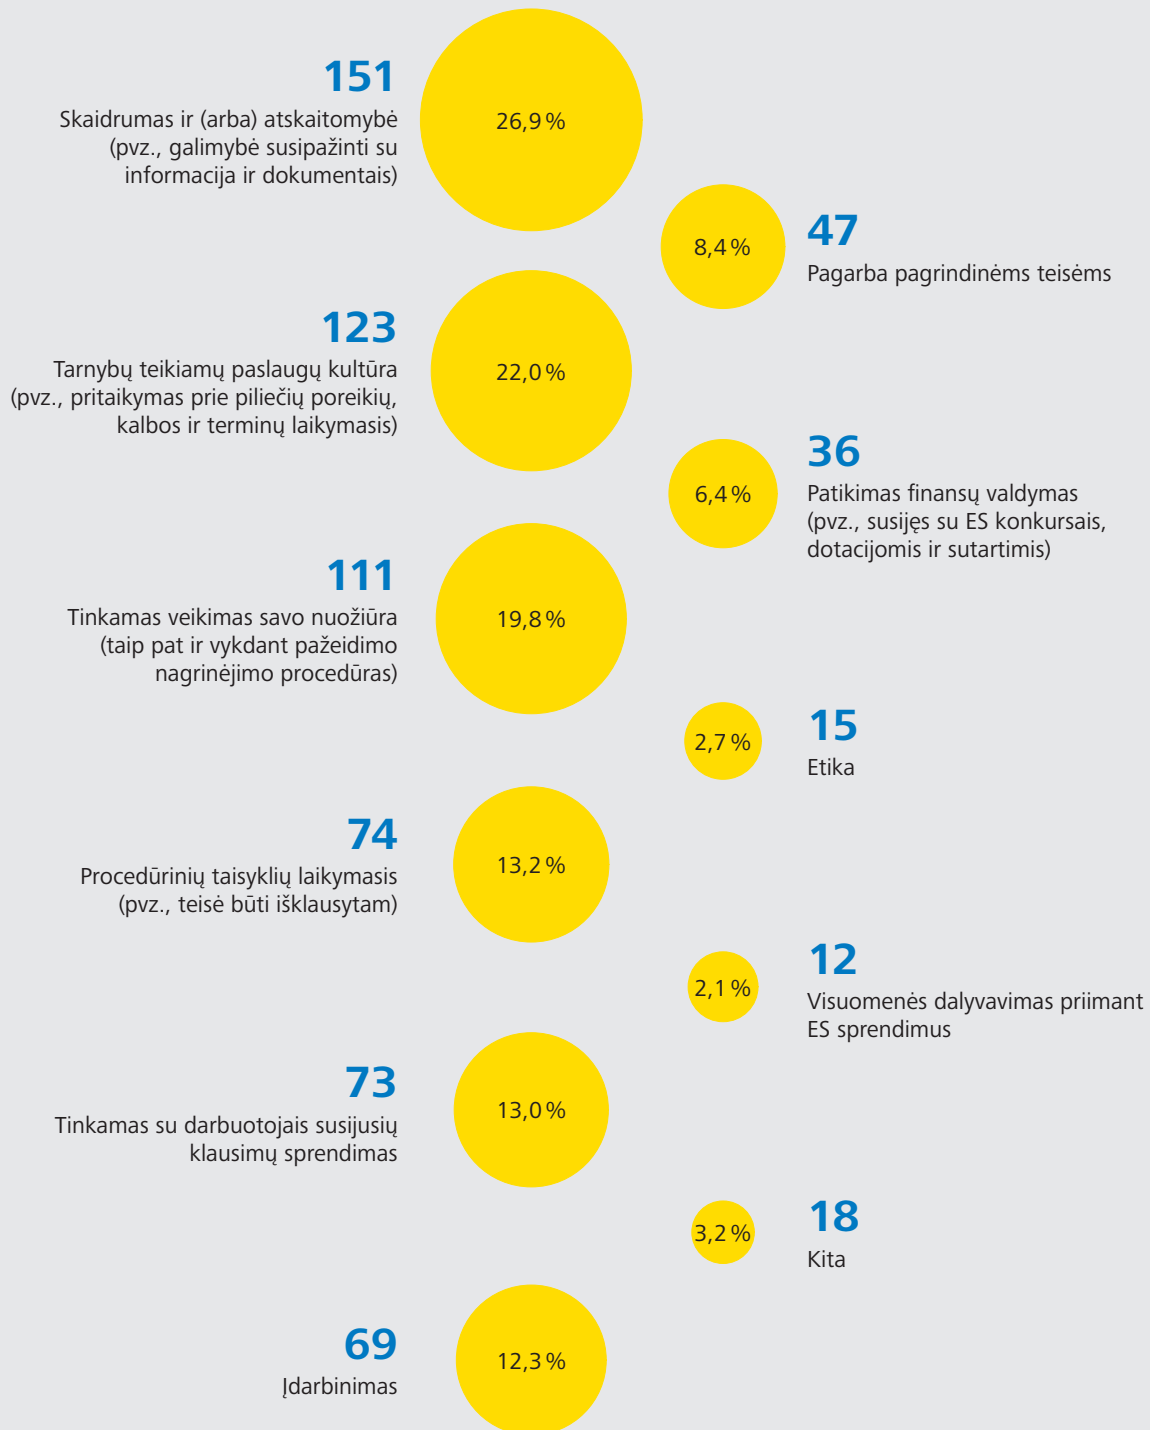 151
Skaidrumas ir (arba) atskaitomybė
(pvz., galimybė susipažinti su
informacija ir dokumentais)
26,9 %
8,4 %
47
Pagarba pagrindinėms teisėms
123
Tarnybų teikiamų paslaugų kultūra
(pvz., pritaikymas prie piliečių poreikių,
kalbos ir terminų laikymasis)
22,0 %
6,4 %
36
Patikimas finansų valdymas
(pvz., susijęs su ES konkursais,
dotacijomis ir sutartimis)
111
Tinkamas veikimas savo nuožiūra
(taip pat ir vykdant pažeidimo
nagrinėjimo procedūras)
19,8 %
2,7 %
15
Etika
74
Procedūrinių taisyklių laikymasis
(pvz., teisė būti išklausytam)
13,2 %
2,1 %
12
Visuomenės dalyvavimas priimant
ES sprendimus
73
Tinkamas su darbuotojais susijusių
klausimų sprendimas
13,0 %
3,2 %
18
Kita
69
Įdarbinimas
12,3 %